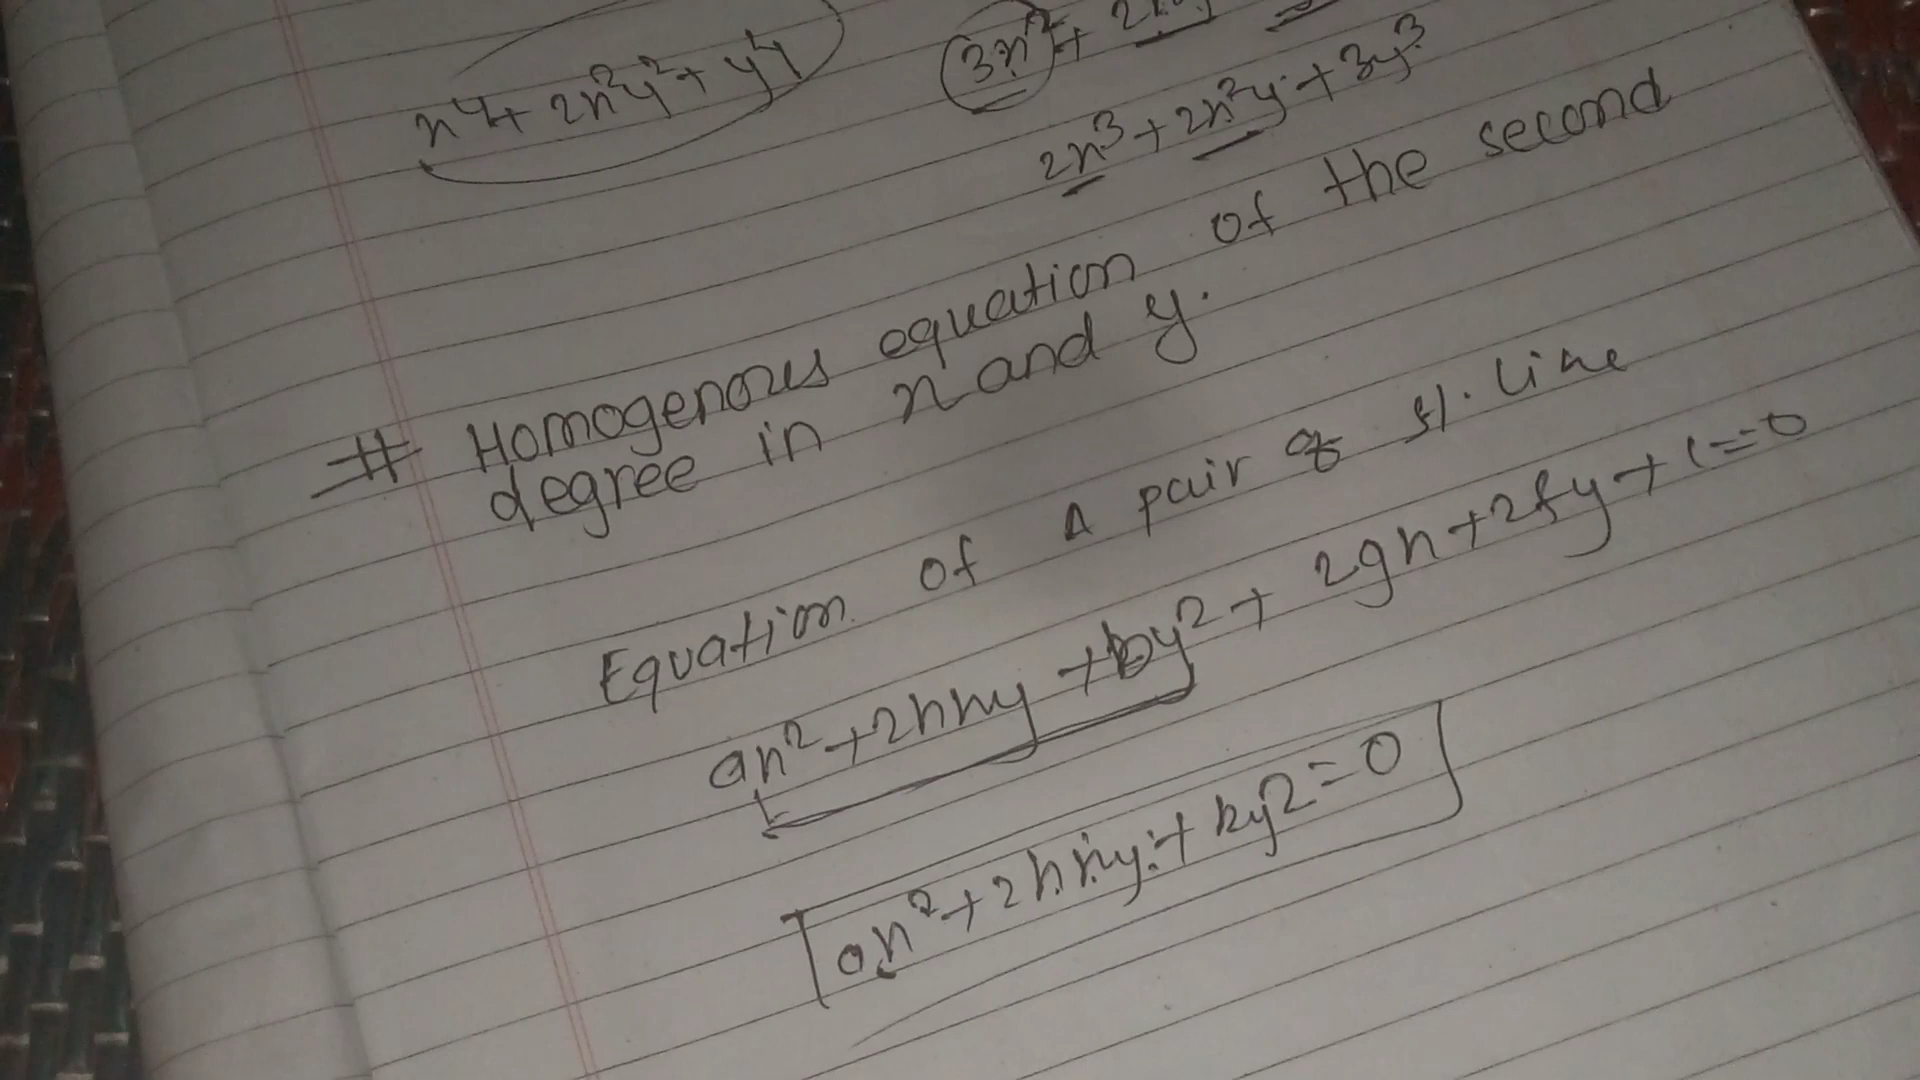 x⁴ + 2x²y² + y⁴
3x² +
2x³ + 2x²y + 3y³
# Homogenous equation of the second
degree in x and y.
Equation of A pair of st. line
ax² + 2hxy + by² + 2gx + 2fy + c = 0
ax² + 2hxy + by² = 0